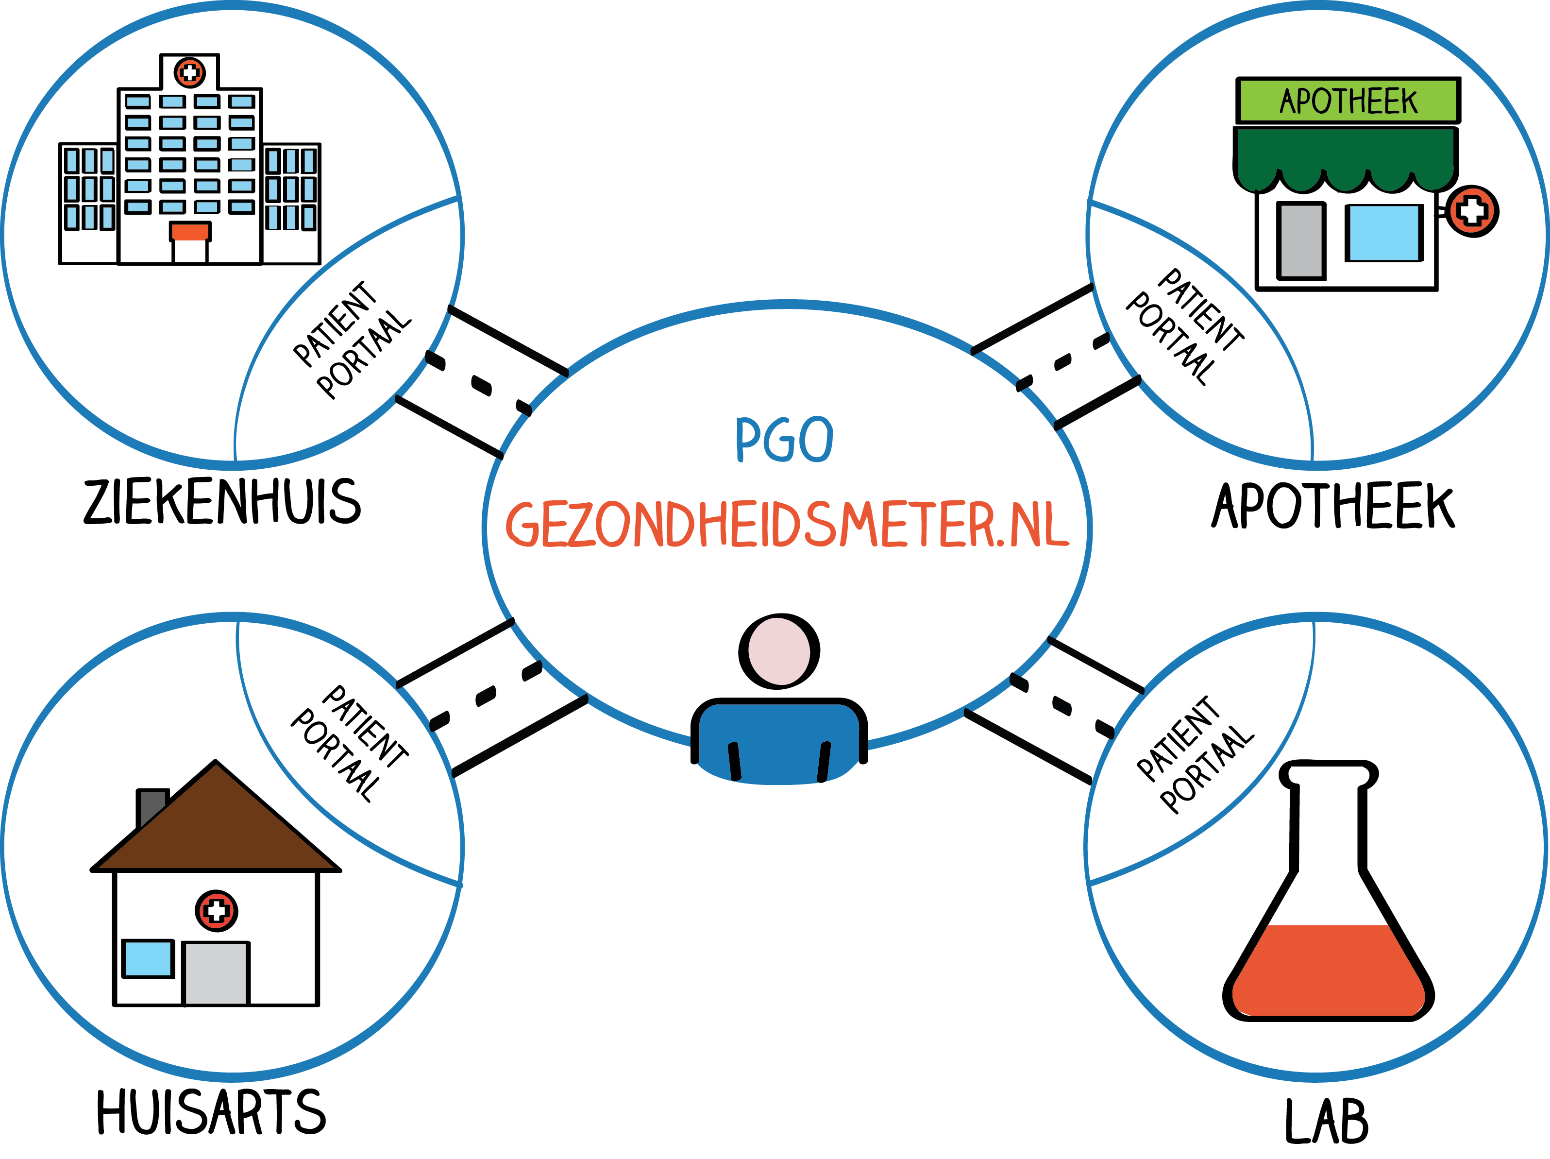 APOTHEEK
PATIENT
PORTAAL
PATIENT
PORTAAL
ZIEKENHUIS
APOTHEEK
PGO
GEZONDHEIDSMETER.NL
PATIENT
PORTAAL
PATIENT
PORTAAL
HUISARTS
LAB